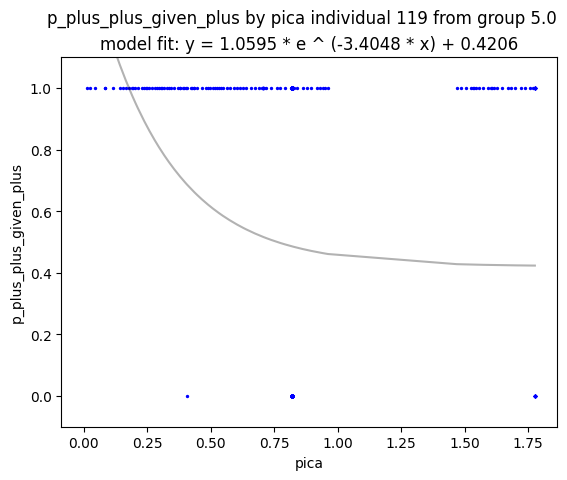 p_plus_plus_given_plus by pica individual 119 from group 5.0
model fit: y = 1.0595 * e ^ (-3.4048 * x) + 0.4206
p_plus_plus_given_plus
1.0
0.8
0.6
0.4
0.2
0.0
0.00 0.25 0.50 0.75 1.00 1.25 1.50 1.75
pica